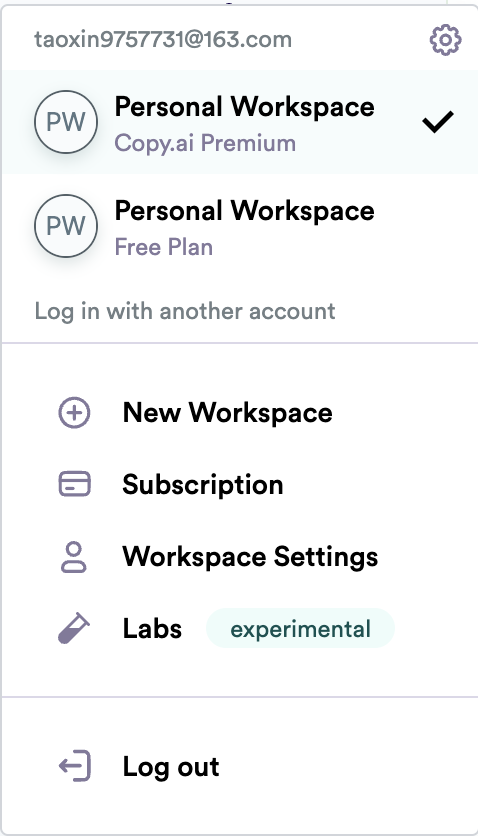 taoxin9757731@163.com
PW
Personal Workspace
Copy.ai Premium
PW
Personal Workspace
Free Plan
Log in with another account
New Workspace
Subscription
Workspace Settings
Labs experimental
Log out